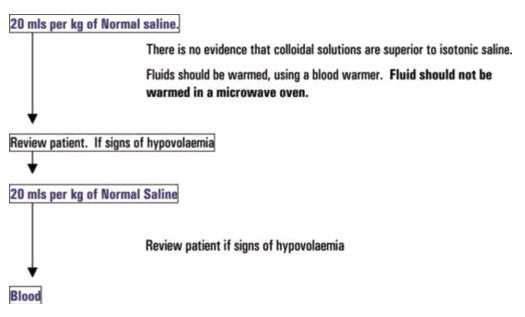 20 mls per kg of Normal saline.
There is no evidence that colloidal solutions are superior to isotonic saline.
Fluids should be warmed, using a blood warmer. Fluid should not be
warmed in a microwave oven.
Review patient. If signs of hypovolaemia
20 mls per kg of Normal Saline
Review patient if signs of hypovolaemia
Blood